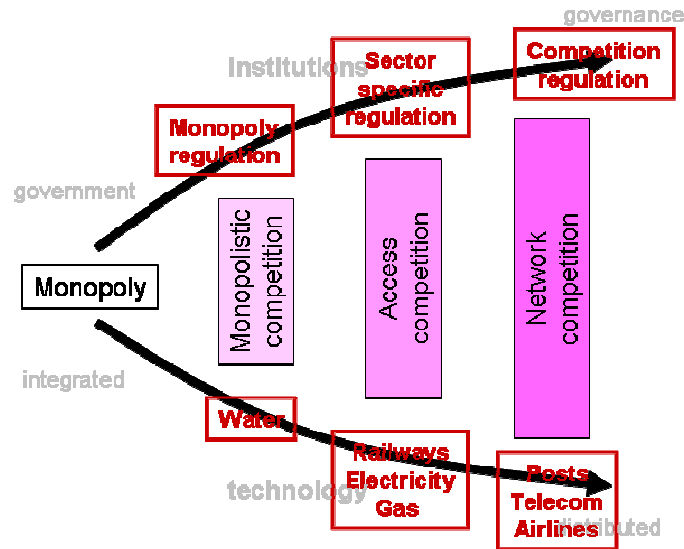 governance
Institutions
Sector
specific
regulation
Competition
regulation
Monopoly
regulation
government
Monopoly
Monopolistic
competition
Access
competition
Network
competition
integrated
Water
Railways
Electricity
Gas
technology
Posts
Telecom
Airlines
distributed